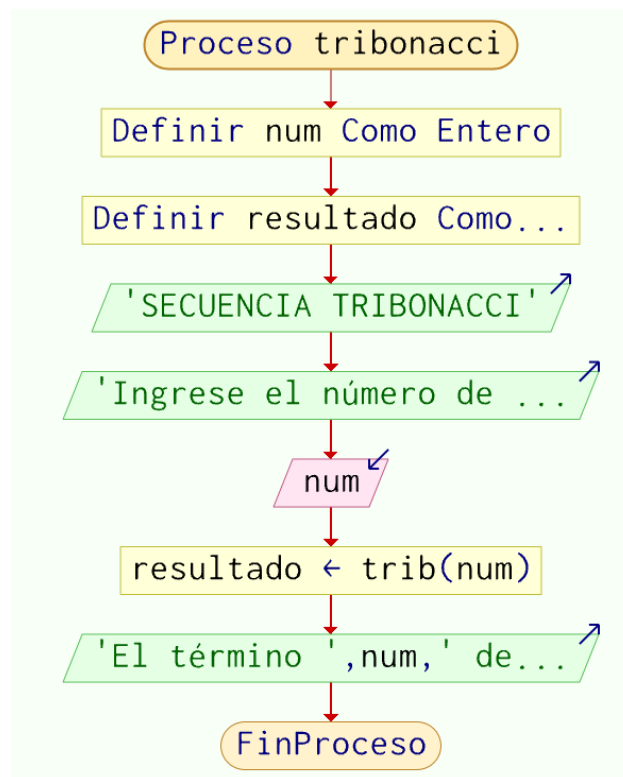 Proceso tribonacci
Definir num Como Entero
Definir resultado Como...
'SECUENCIA TRIBONACCI'
'Ingrese el número de ...
num
resultado ← trib(num)
'El término ',num,' de...
FinProceso